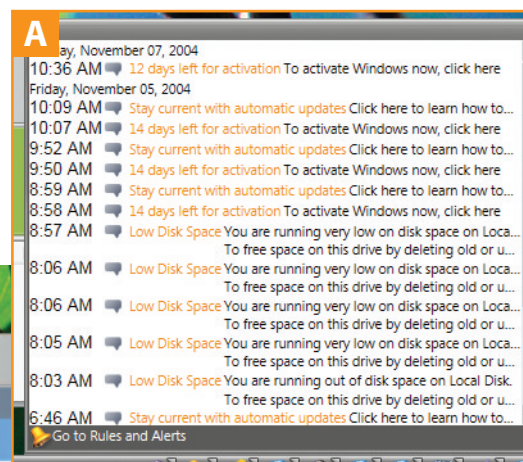 A
ay, November 07, 2004
10:36 AM 12 days left for activation To activate Windows now, click here
Friday, November 05, 2004
10:09 AM Stay current with automatic updates Click here to learn how to...
10:07 AM 14 days left for activation To activate Windows now, click here
9:52 AM Stay current with automatic updates Click here to learn how to...
9:50 AM 14 days left for activation To activate Windows now, click here
8:59 AM Stay current with automatic updates Click here to learn how to...
8:58 AM 14 days left for activation To activate Windows now, click here
8:57 AM Low Disk Space You are running very low on disk space on Loca...
To free space on this drive by deleting old or u...
8:06 AM Low Disk Space You are running very low on disk space on Loca...
To free space on this drive by deleting old or u...
8:06 AM Low Disk Space You are running very low on disk space on Loca...
To free space on this drive by deleting old or u...
8:05 AM Low Disk Space You are running very low on disk space on Loca...
To free space on this drive by deleting old or u...
8:03 AM Low Disk Space You are running out of disk space on Local Disk.
To free space on this drive by deleting old or u...
6:46 AM Stay current with automatic updates Click here to learn how to...
Go to Rules and Alerts